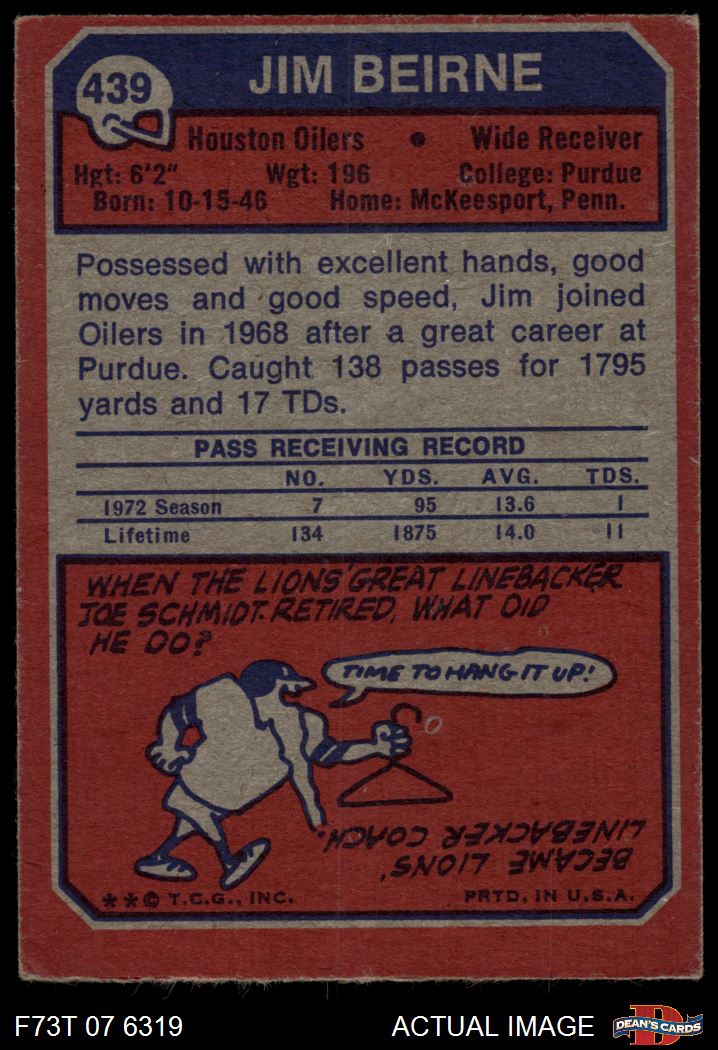 439
JIM BEIRNE
Houston Oilers • Wide Receiver
Hgt: 6'2" Wgt: 196 College: Purdue
Born: 10-15-46 Home: McKeesport, Penn.
Possessed with excellent hands, good
moves and good speed, Jim joined
Oilers in 1968 after a great career at
Purdue. Caught 138 passes for 1795
yards and 17 TDs.
PASS RECEIVING RECORD
NO. YDS. AVG. TDS.
1972 Season 7 95 13.6 1
Lifetime 134 1875 14.0 11
WHEN THE LIONS' GREAT LINEBACKER
JOE SCHMIDT RETIRED, WHAT DID
HE DO?
TIME TO HANG IT UP!
BECAME LIONS'
LINEBACKER COACH.
**© T.C.G., INC. PRTD. IN U.S.A.
F73T 07 6319 ACTUAL IMAGE
D
DEAN'S CARDS